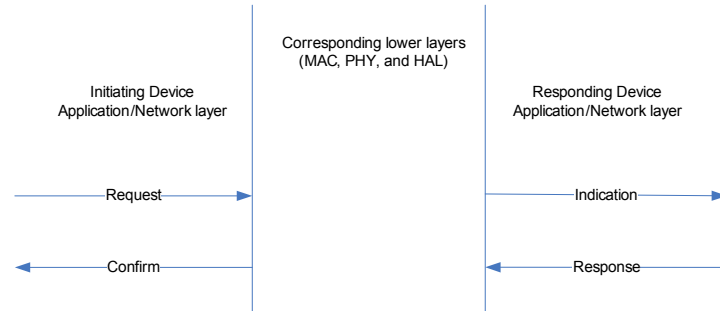 Corresponding lower layers
(MAC, PHY, and HAL)
Initiating Device
Application/Network layer
Responding Device
Application/Network layer
Request
Indication
Confirm
Response